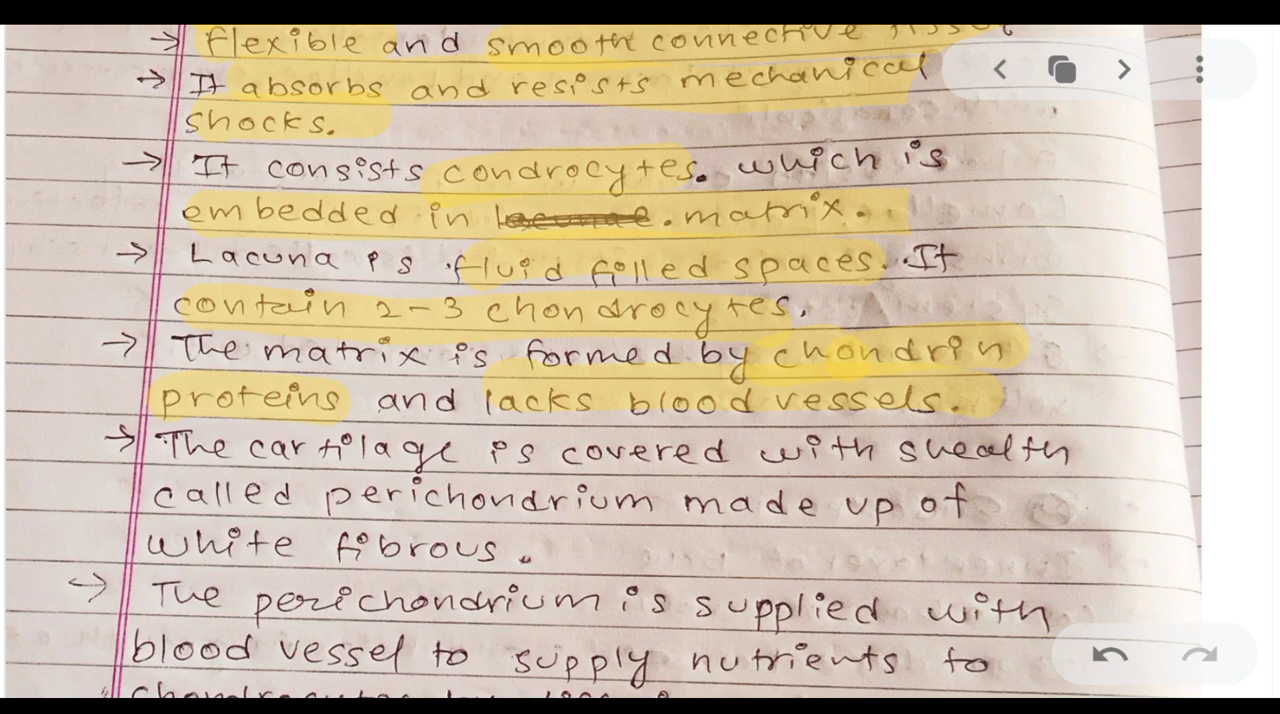 → flexible and smooth connective
→ It absorbs and resists mechanical
shocks.
→ It consists condrocytes. which is
embedded in matrix.
→ Lacuna is fluid filled spaces. It
contain 2-3 chondrocytes.
→ The matrix is formed by chondrin
proteins and lacks blood vessels.
→ The cartilage is covered with shealth
called perichondrium made up of
white fibrous.
→ The perichondrium is supplied with
blood vessel to supply nutrients to